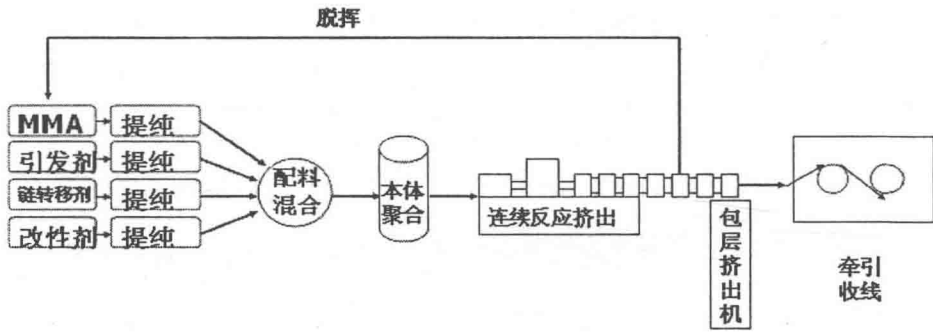 脱挥
MMA 提纯
引发剂 提纯
链转移剂 提纯
改性剂 提纯
配料
混合
本体
聚合
连续反应挤出
包层挤出机
牵引
收线